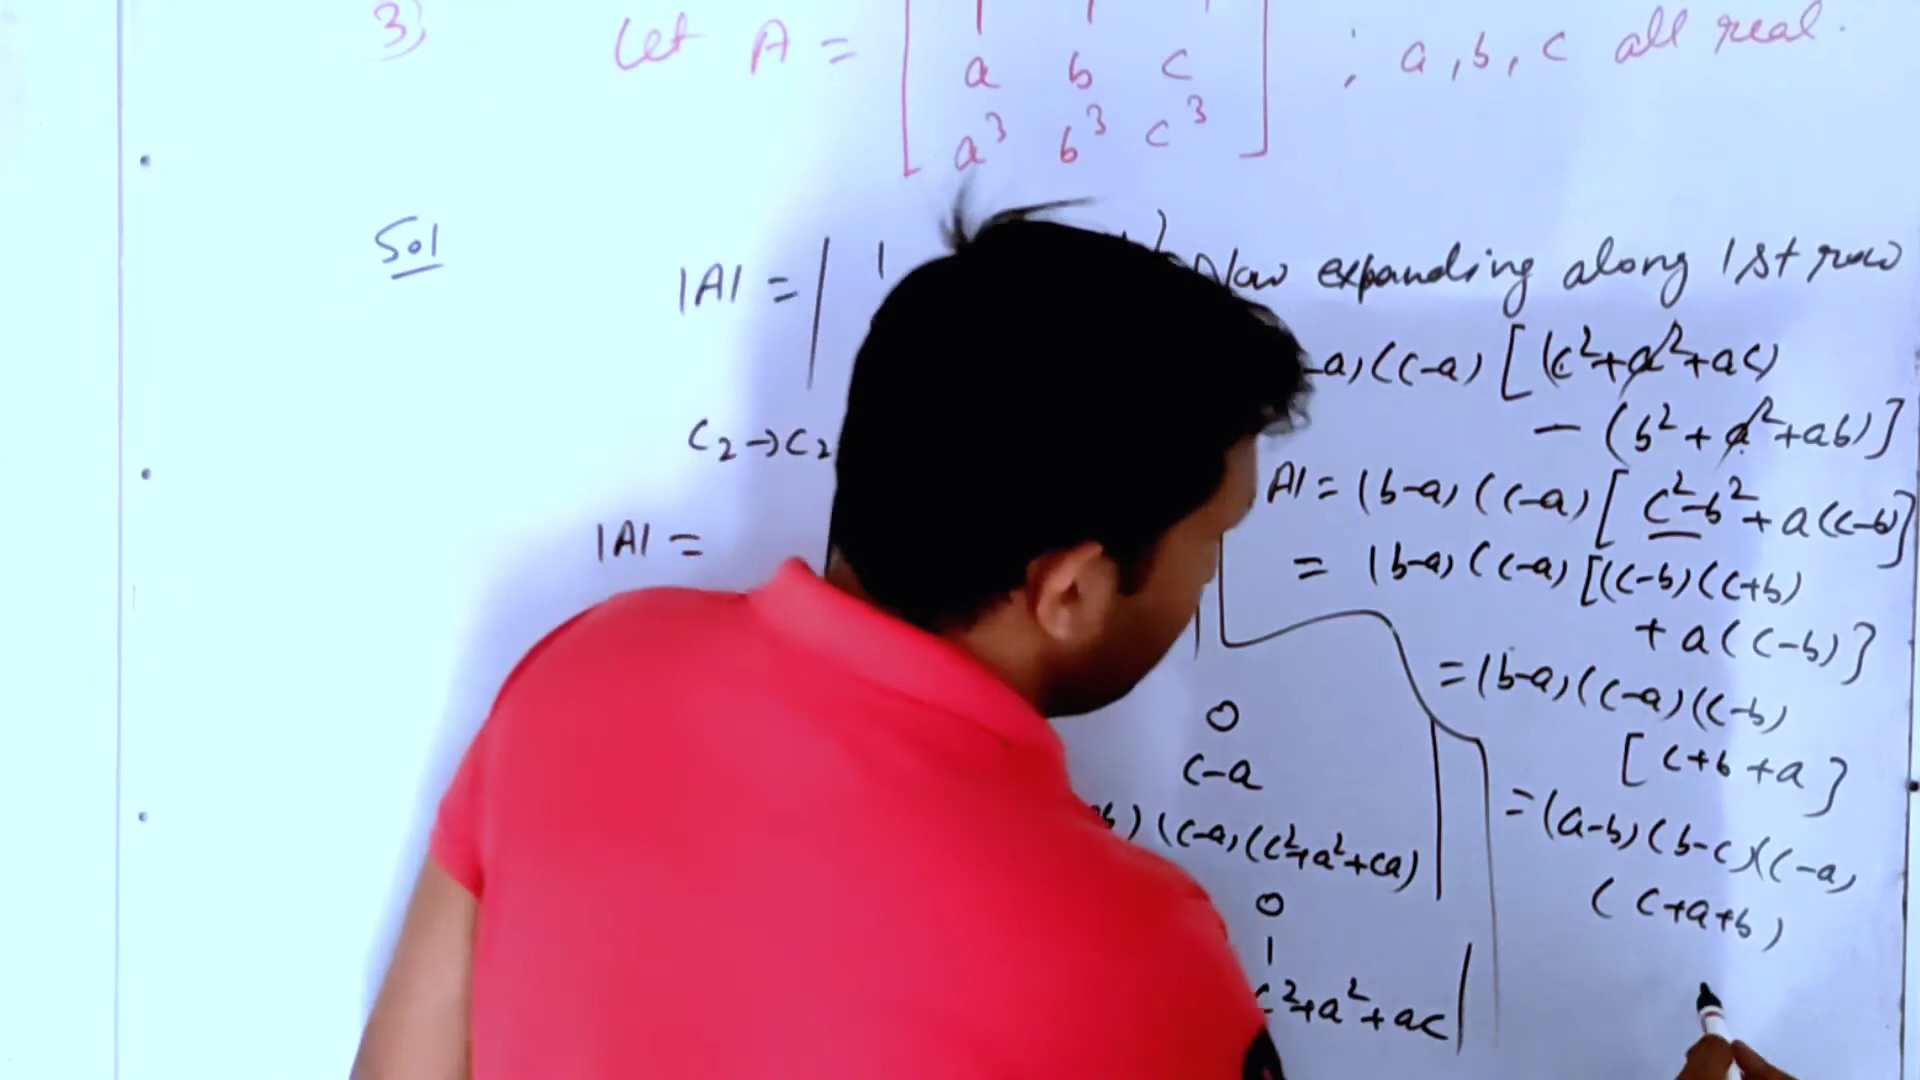 3)
Let A = [ 1 1
a b c
a³ b³ c³ ] ; a, b, c all real.
Sol
|A| = | 1
Now expanding along 1st row
-a)(c-a) [(c²+a²+ac)
- (b²+a²+ab)]
C₂→C₂
A| = (b-a)(c-a) [c²-b²+a(c-b)]
|A| =
= (b-a)(c-a) [(c-b)(c+b)
+ a(c-b)]
= (b-a)(c-a)(c-b)
[c+b+a]
= (a-b)(b-c)(c-a)
(c+a+b)
0
c-a
) (c-a)(c²+a²+ca)
0
1
c²+a²+ac|